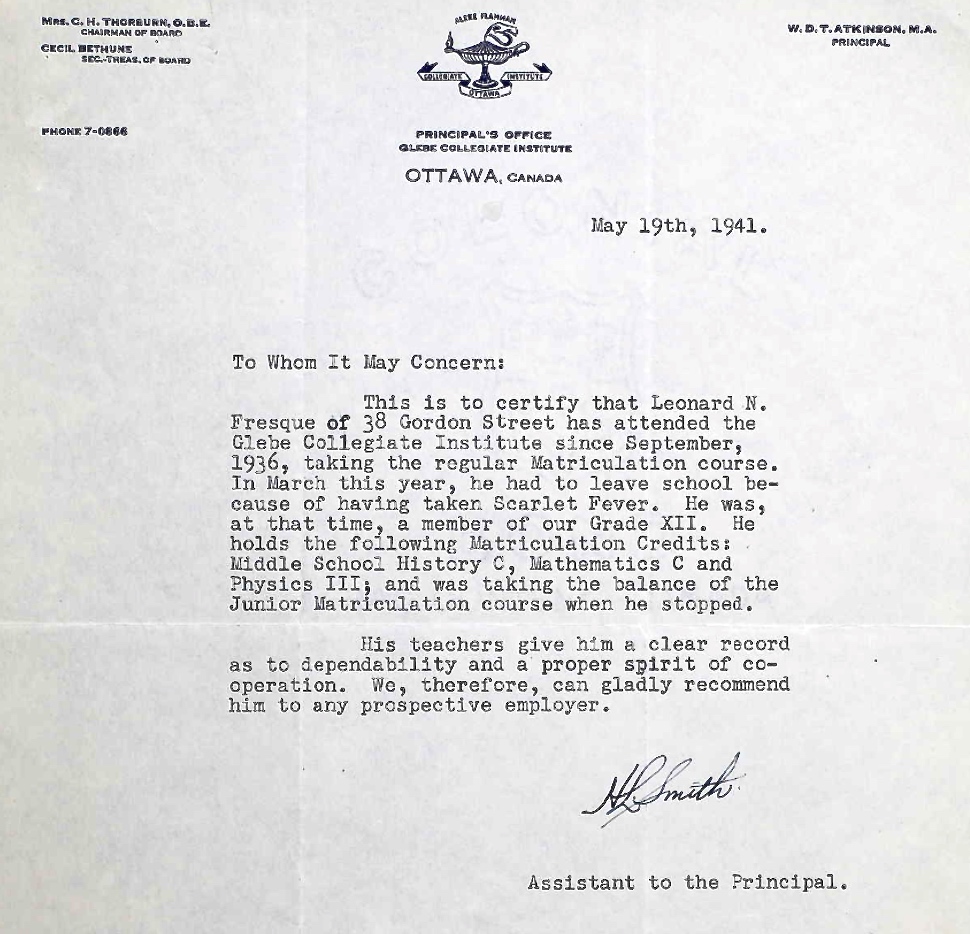 MRS. C. H. THORBURN, O.B.E.
CHAIRMAN OF BOARD
CECIL BETHUNE
SEC.-TREAS. OF BOARD
PHONE 7-0866
ALERE FLAMMAM
COLLEGIATE INSTITUTE
OTTAWA
W. D. T. ATKINSON, M.A.
PRINCIPAL
PRINCIPAL'S OFFICE
GLEBE COLLEGIATE INSTITUTE
OTTAWA, CANADA
May 19th, 1941.
To Whom It May Concern:
This is to certify that Leonard N.
Fresque of 38 Gordon Street has attended the
Glebe Collegiate Institute since September,
1936, taking the regular Matriculation course.
In March this year, he had to leave school be-
cause of having taken Scarlet Fever. He was,
at that time, a member of our Grade XII. He
holds the following Matriculation Credits:
Middle School History C, Mathematics C and
Physics III; and was taking the balance of the
Junior Matriculation course when he stopped.
His teachers give him a clear record
as to dependability and a proper spirit of co-
operation. We, therefore, can gladly recommend
him to any prospective employer.
HLSmith
Assistant to the Principal.